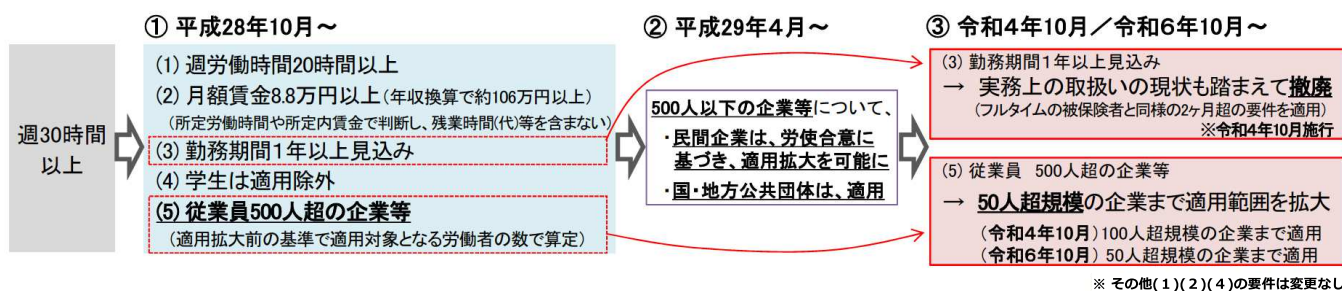 ① 平成28年10月～
② 平成29年4月～
③ 令和4年10月／令和6年10月～
週30時間
以上
(1) 週労働時間20時間以上
(2) 月額賃金8.8万円以上(年収換算で約106万円以上)
(所定労働時間や所定内賃金で判断し、残業時間(代)等を含まない)
(3) 勤務期間1年以上見込み
(4) 学生は適用除外
(5) 従業員500人超の企業等
(適用拡大前の基準で適用対象となる労働者の数で算定)
500人以下の企業等について、
・民間企業は、労使合意に
基づき、適用拡大を可能に
・国・地方公共団体は、適用
(3) 勤務期間1年以上見込み
→ 実務上の取扱いの現状も踏まえて撤廃
(フルタイムの被保険者と同様の2ヶ月超の要件を適用)
※令和4年10月施行
(5) 従業員 500人超の企業等
→ 50人超規模の企業まで適用範囲を拡大
(令和4年10月)100人超規模の企業まで適用
(令和6年10月) 50人超規模の企業まで適用
※ その他(1)(2)(4)の要件は変更なし